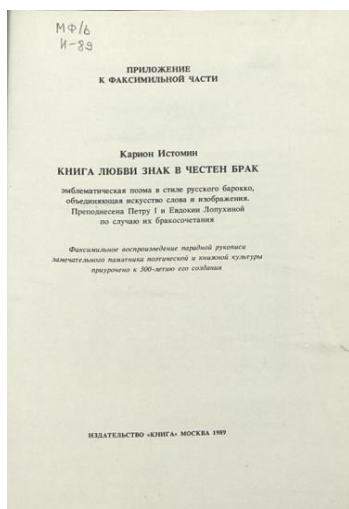 МФ/6
И-89
ПРИЛОЖЕНИЕ
К ФАКСИМИЛЬНОЙ ЧАСТИ
Карион Истомин
КНИГА ЛЮБВИ ЗНАК В ЧЕСТЕН БРАК
эмблематическая поэма в стиле русского барокко,
объединяющая искусство слова и изображения.
Преподнесена Петру I и Евдокии Лопухиной
по случаю их бракосочетания
Факсимильное воспроизведение парадной рукописи
замечательного памятника поэтической и книжной культуры
приурочено к 300-летию его создания
ИЗДАТЕЛЬСТВО «КНИГА» МОСКВА 1989